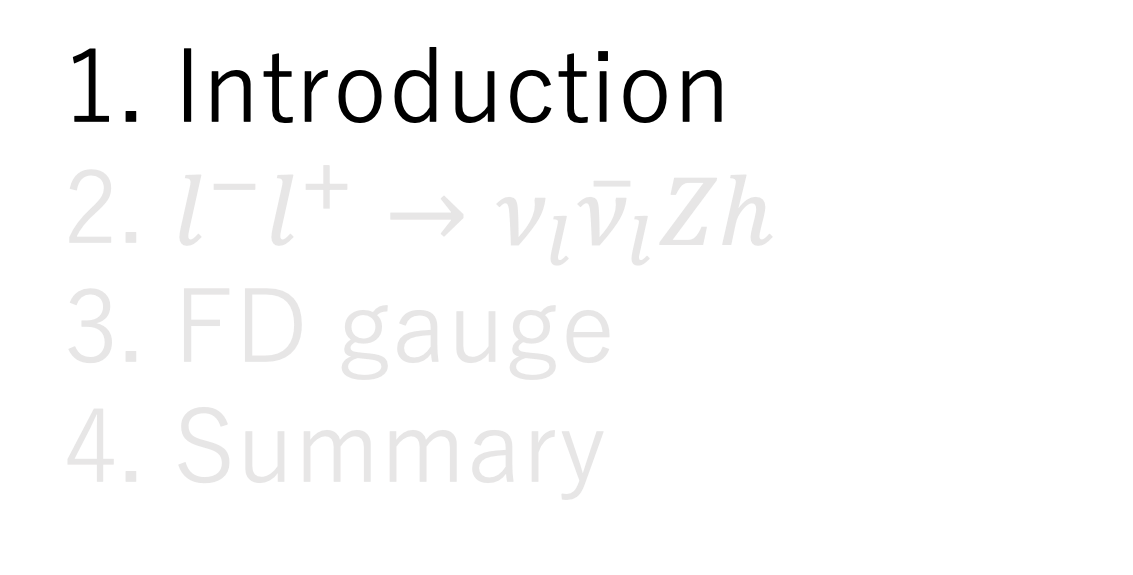 1. Introduction
2. l⁻l⁺ → ν_l ν̄_l Zh
3. FD gauge
4. Summary